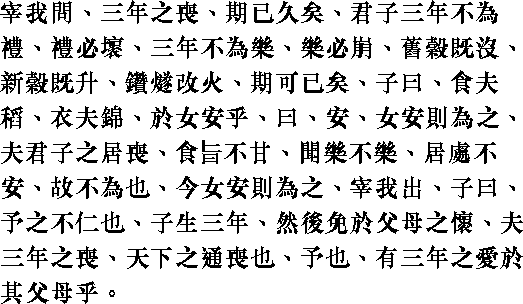 宰我問、三年之喪、期已久矣、君子三年不為
禮、禮必壞、三年不為樂、樂必崩、舊穀既沒、
新穀既升、鑽燧改火、期可已矣、子曰、食夫
稻、衣夫錦、於女安乎、曰、安、女安則為之、
夫君子之居喪、食旨不甘、聞樂不樂、居處不
安、故不為也、今女安則為之、宰我出、子曰、
予之不仁也、子生三年、然後免於父母之懷、夫
三年之喪、天下之通喪也、予也、有三年之愛於
其父母乎。